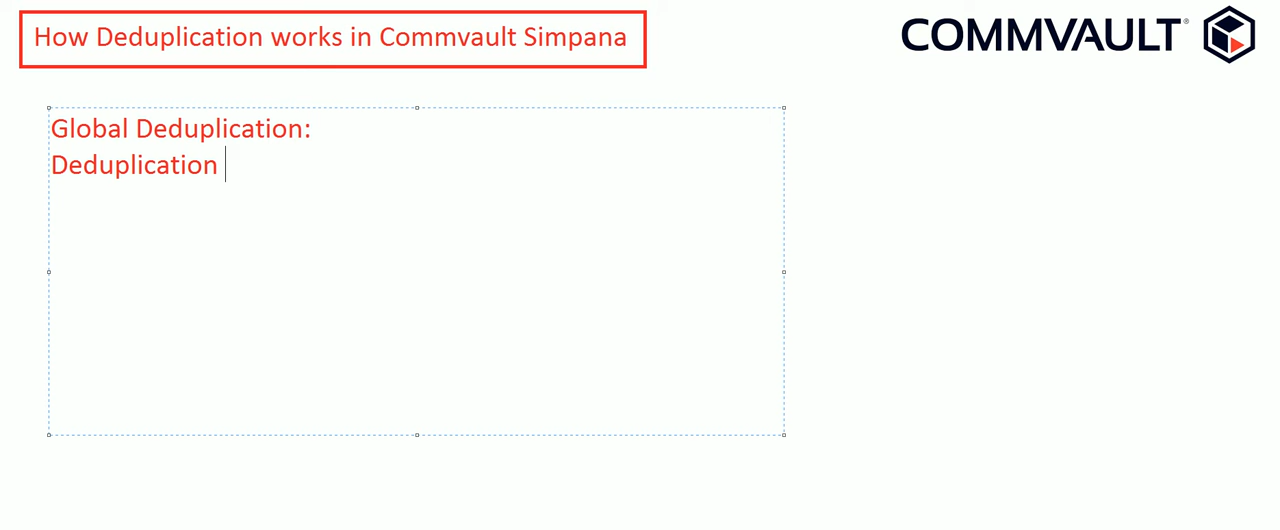 How Deduplication works in Commvault Simpana
COMMVAULT®
Global Deduplication:
Deduplication